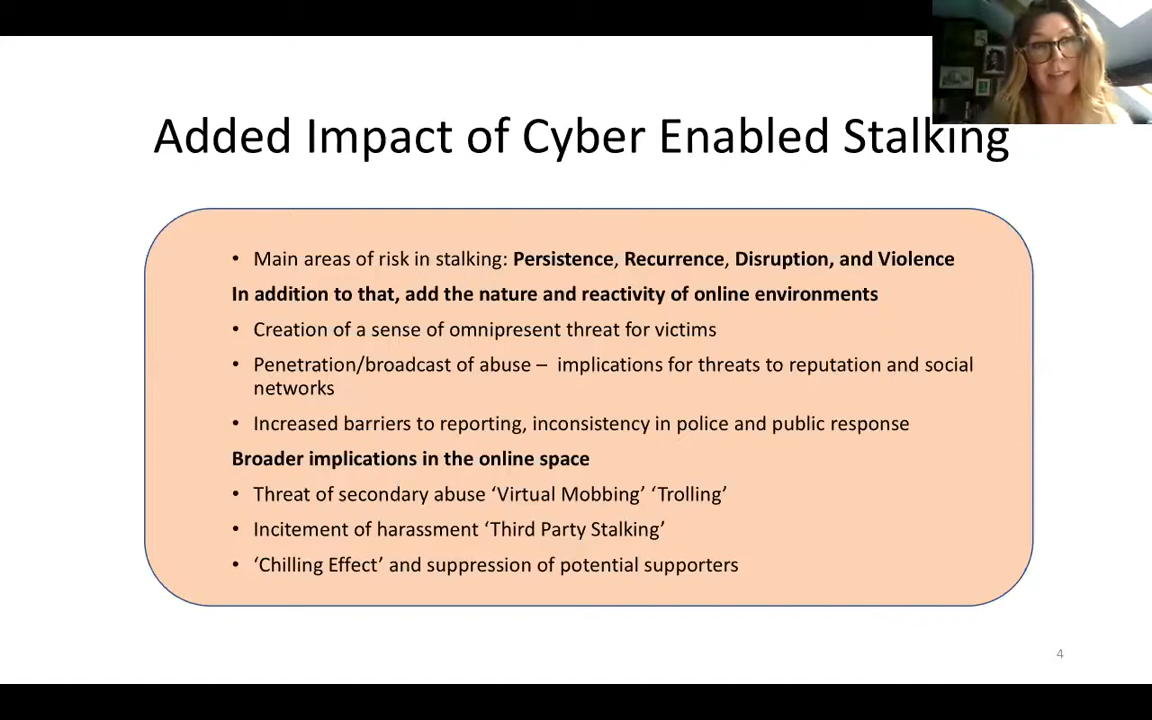 Added Impact of Cyber Enabled Stalking
• Main areas of risk in stalking: Persistence, Recurrence, Disruption, and Violence
In addition to that, add the nature and reactivity of online environments
• Creation of a sense of omnipresent threat for victims
• Penetration/broadcast of abuse –  implications for threats to reputation and social
networks
• Increased barriers to reporting, inconsistency in police and public response
Broader implications in the online space
• Threat of secondary abuse ‘Virtual Mobbing’ ‘Trolling’
• Incitement of harassment ‘Third Party Stalking’
• ‘Chilling Effect’ and suppression of potential supporters
4